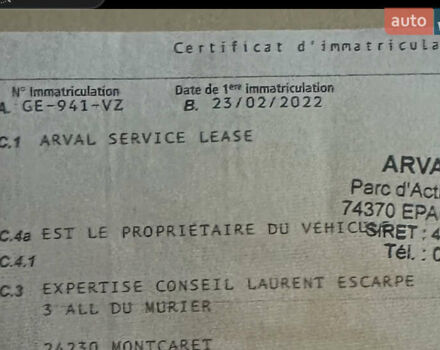 auto
Certificat d'immatricula
N° Immatriculation Date de 1ère immatriculation
A. GE-941-VZ B. 23/02/2022
C.1 ARVAL SERVICE LEASE
ARVA
Parc d'Act
74370 EPA
C.4a EST LE PROPRIÉTAIRE DU VÉHICULE SIRET : 4
Tél. : 0
C.4.1
C.3 EXPERTISE CONSEIL LAURENT ESCARPE
3 ALL DU MURIER
24230 MONTCARET